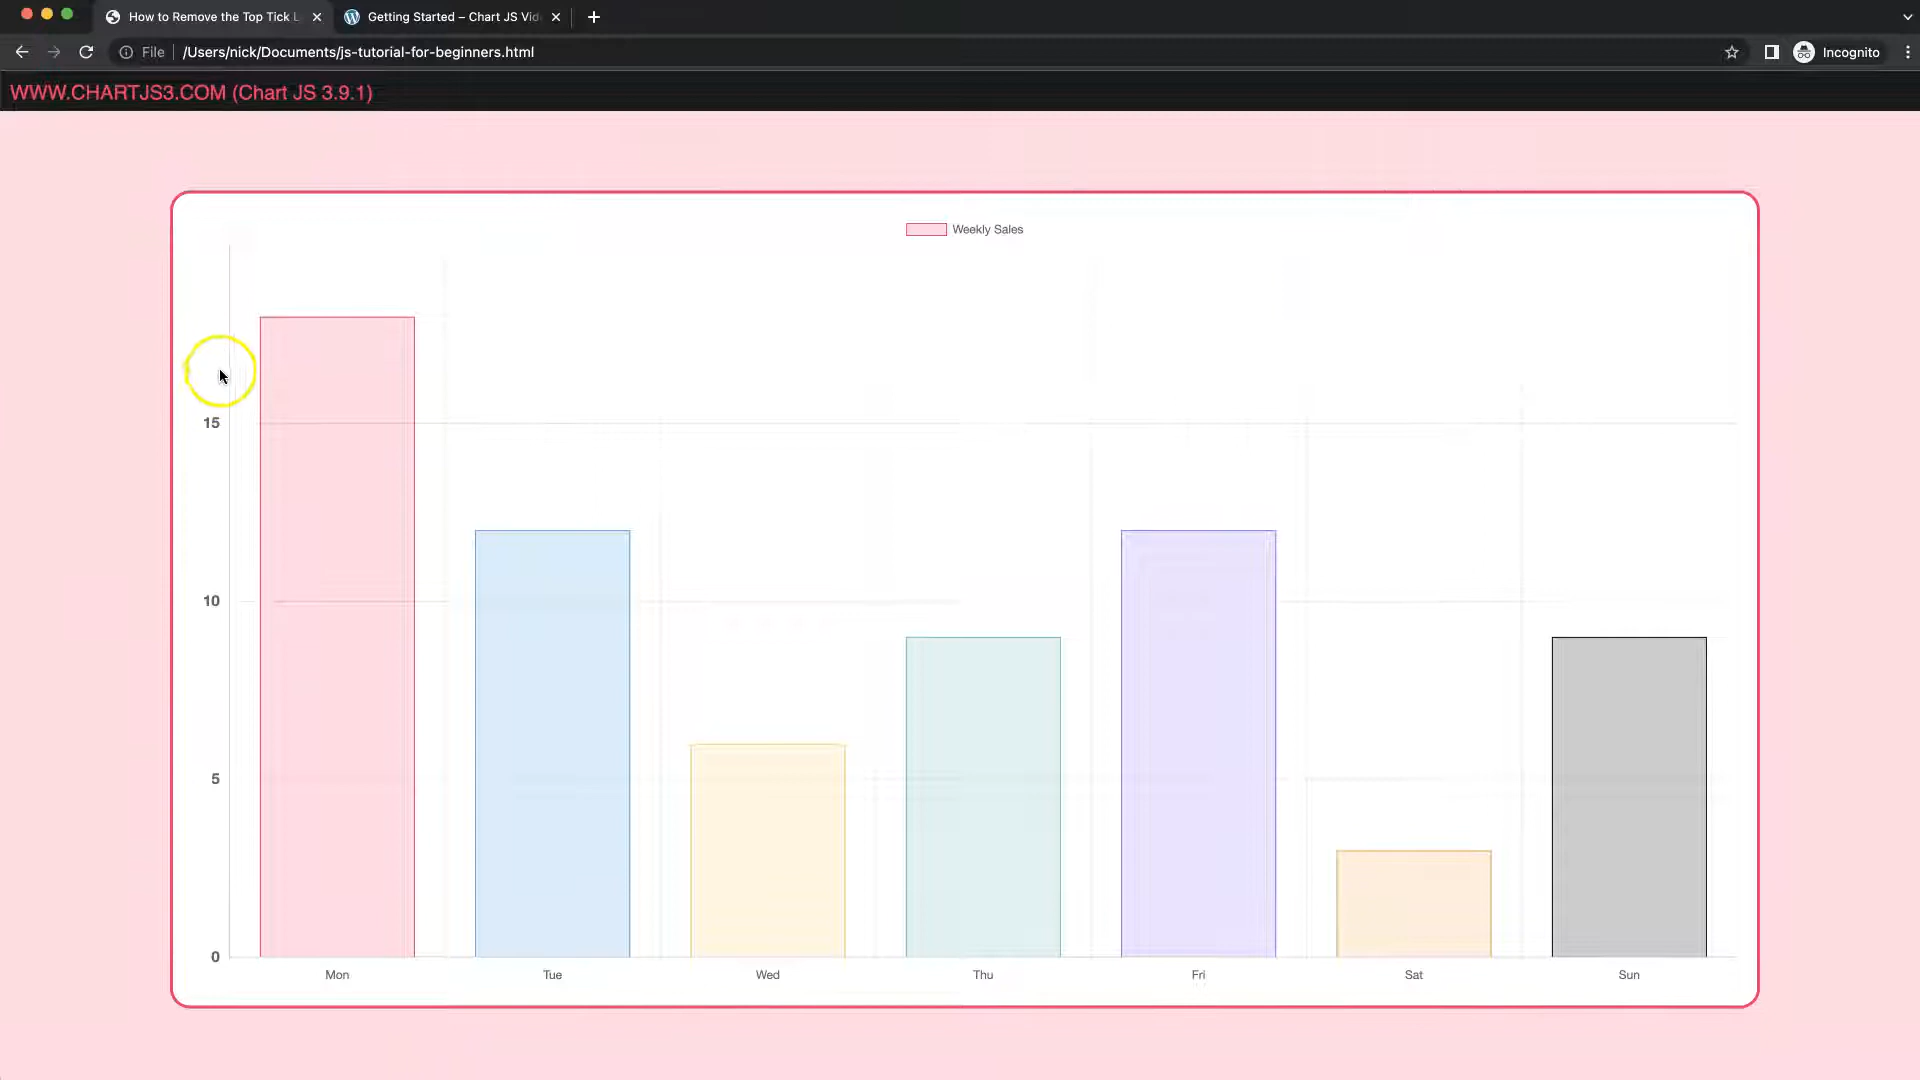 How to Remove the Top Tick L
Getting Started – Chart JS Vid
File
/Users/nick/Documents/js-tutorial-for-beginners.html
Incognito
WWW.CHARTJS3.COM (Chart JS 3.9.1)
Weekly Sales
15
10
5
0
Mon Tue Wed Thu Fri Sat Sun